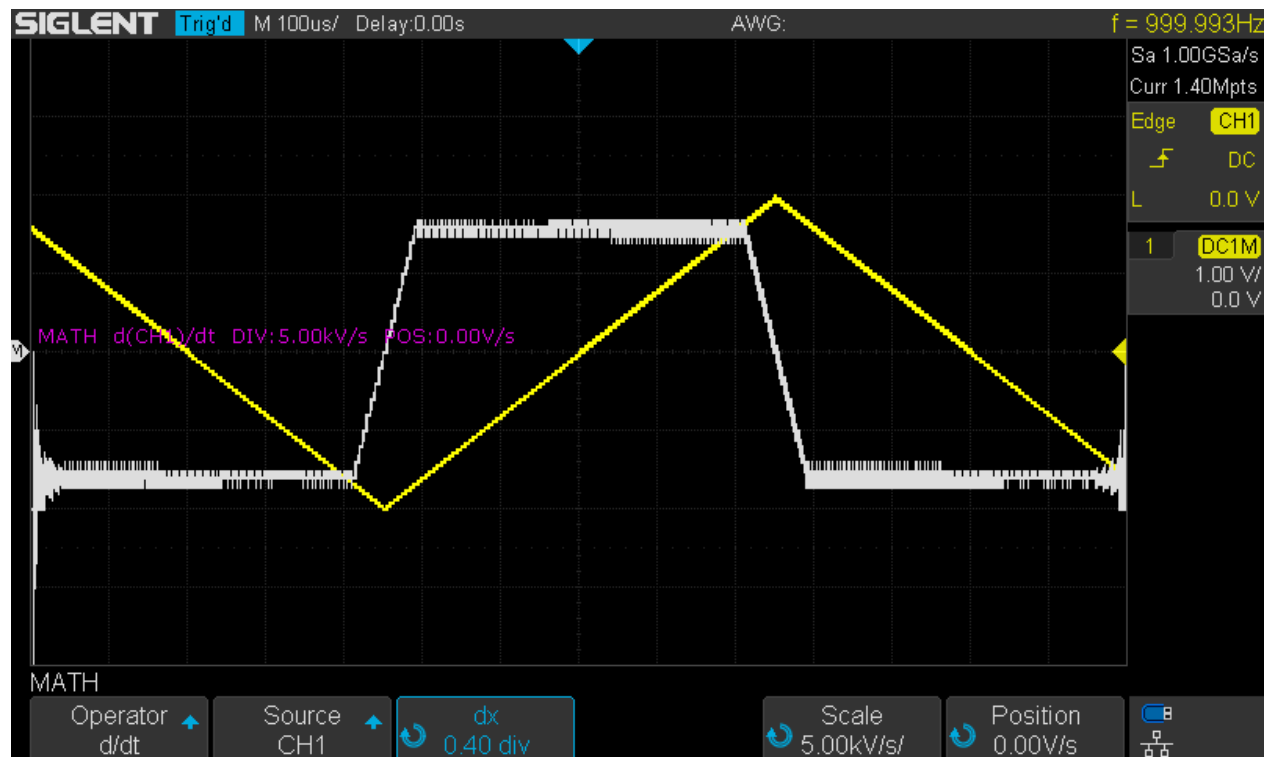 SIGLENT Trig'd M 100us/ Delay:0.00s AWG: f = 999.993Hz
Sa 1.00GSa/s
Curr 1.40Mpts
Edge CH1
DC
L 0.0 V
1 DC1M
1.00 V/
0.0 V
MATH d(CH1)/dt DIV:5.00kV/s POS:0.00V/s
M
MATH
Operator Source dx Scale Position
d/dt CH1 0.40 div 5.00kV/s/ 0.00V/s